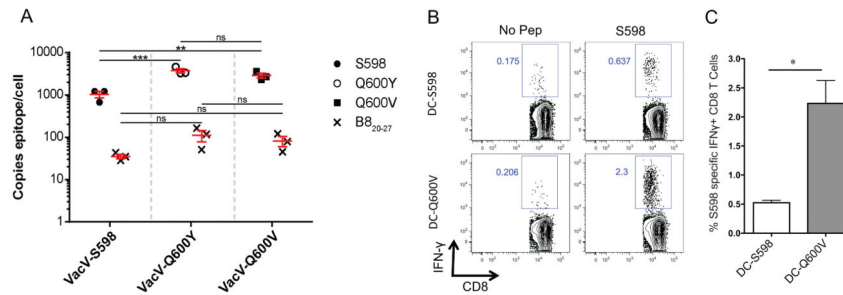 A
ns
**
***
10000
1000
100
10
1
Copies epitope/cell
ns
ns
ns
VacV-S598
VacV-Q600Y
VacV-Q600V
S598
Q600Y
Q600V
B8₂₀₋₂₇
B
No Pep
S598
DC-S598
0.175
0.637
DC-Q600V
0.206
2.3
IFN-γ
CD8
C
*
% S598 specific IFNγ+ CD8 T Cells
3.0
2.5
2.0
1.5
1.0
0.5
0.0
DC-S598
DC-Q600V